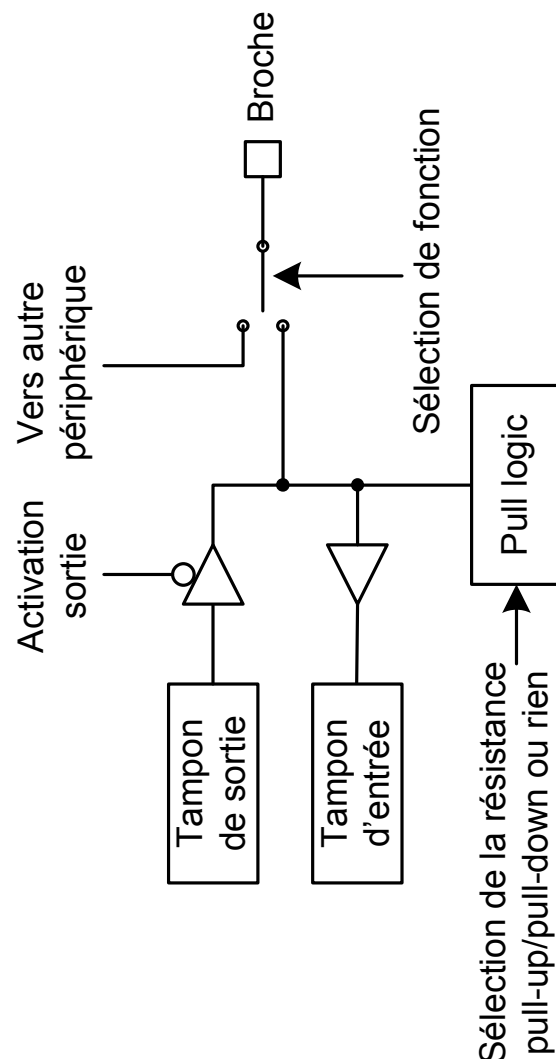 Activation
sortie
Vers autre
périphérique
Broche
Tampon
de sortie
Tampon
d'entrée
Sélection de fonction
Sélection de la résistance
pull-up/pull-down ou rien
Pull logic